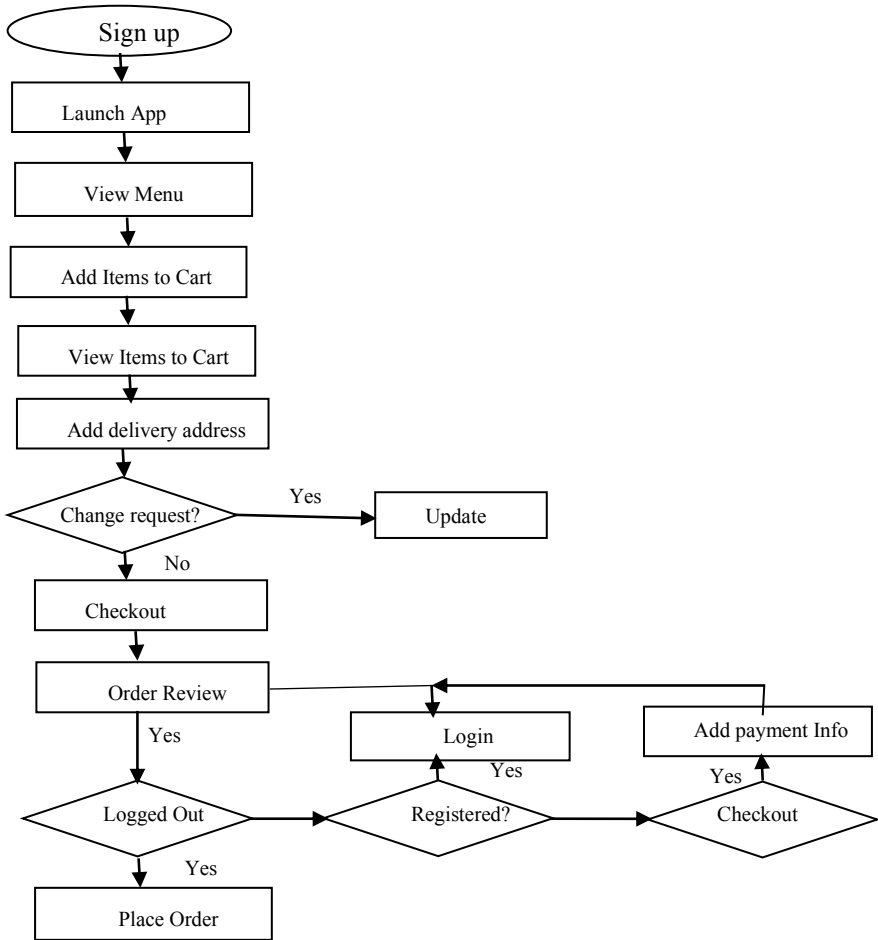 Sign up
Launch App
View Menu
Add Items to Cart
View Items to Cart
Add delivery address
Change request?
Yes
Update
No
Checkout
Order Review
Yes
Login
Add payment Info
Yes
Yes
Logged Out
Registered?
Checkout
Yes
Place Order